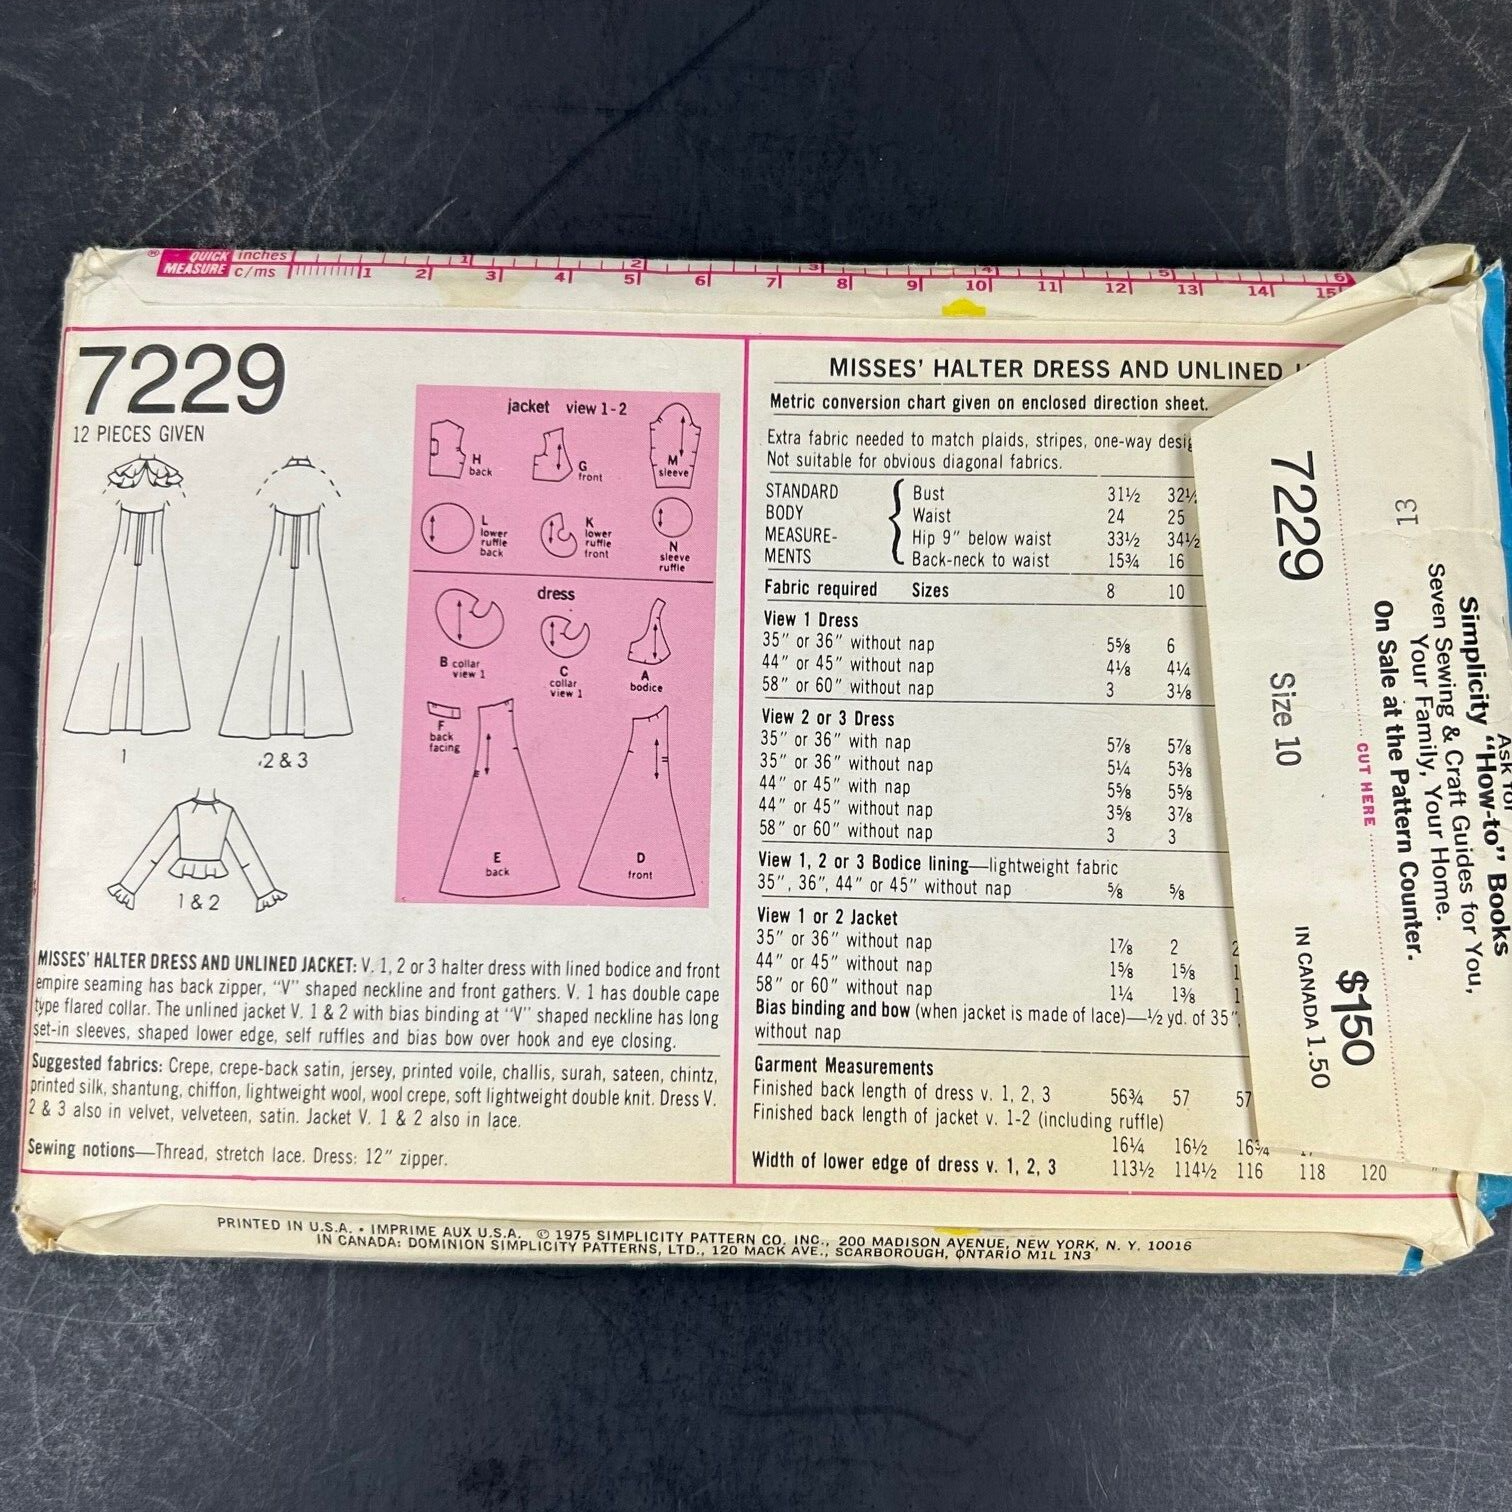 QUICK MEASURE
inches
c/ms
1 2 3 4 5 6
1 2 3 4 5 6 7 8 9 10 11 12 13 14 15
7229
12 PIECES GIVEN
1
2 & 3
1 & 2
jacket view 1-2
H back
G front
M sleeve
L lower ruffle back
K lower ruffle front
N sleeve ruffle
dress
B collar view 1
C collar view 1
A bodice
F back facing
E back
D front
MISSES' HALTER DRESS AND UNLINED JACKET: V. 1, 2 or 3 halter dress with lined bodice and front
empire seaming has back zipper, "V" shaped neckline and front gathers. V. 1 has double cape
type flared collar. The unlined jacket V. 1 & 2 with bias binding at "V" shaped neckline has long
set-in sleeves, shaped lower edge, self ruffles and bias bow over hook and eye closing.
Suggested fabrics: Crepe, crepe-back satin, jersey, printed voile, challis, surah, sateen, chintz,
printed silk, shantung, chiffon, lightweight wool, wool crepe, soft lightweight double knit. Dress V.
2 & 3 also in velvet, velveteen, satin. Jacket V. 1 & 2 also in lace.
Sewing notions—Thread, stretch lace. Dress: 12" zipper.
MISSES' HALTER DRESS AND UNLINED
Metric conversion chart given on enclosed direction sheet.
Extra fabric needed to match plaids, stripes, one-way
Not suitable for obvious diagonal fabrics.
STANDARD BODY MEASURE-MENTS
Bust 31½ 32½
Waist 24 25
Hip 9" below waist 33½ 34½
Back-neck to waist 15¾ 16
Fabric required Sizes 8 10
View 1 Dress
35" or 36" without nap 5⅝ 6
44" or 45" without nap 4⅛ 4¼
58" or 60" without nap 3 3⅛
View 2 or 3 Dress
35" or 36" with nap 5⅞ 5⅞
35" or 36" without nap 5¼ 5⅜
44" or 45" with nap 5⅝ 5⅝
44" or 45" without nap 3⅝ 3⅞
58" or 60" without nap 3 3
View 1, 2 or 3 Bodice lining—lightweight fabric
35", 36", 44" or 45" without nap ⅝ ⅝
View 1 or 2 Jacket
35" or 36" without nap 1⅞ 2 2
44" or 45" without nap 1⅝ 1⅝ 1
58" or 60" without nap 1¼ 1⅜ 1
Bias binding and bow (when jacket is made of lace)—½ yd. of 35",
without nap
Garment Measurements
Finished back length of dress v. 1, 2, 3 56¾ 57 57
Finished back length of jacket v. 1-2 (including ruffle)
16¼ 16½ 16¾
Width of lower edge of dress v. 1, 2, 3 113½ 114½ 116 118 120 "
PRINTED IN U.S.A. • IMPRIME AUX U.S.A. © 1975 SIMPLICITY PATTERN CO. INC., 200 MADISON AVENUE, NEW YORK, N. Y. 10016
IN CANADA: DOMINION SIMPLICITY PATTERNS, LTD., 120 MACK AVE., SCARBOROUGH, ONTARIO M1L 1N3
7229 Size 10 IN CANADA 1.50
$150
CUT HERE
13
Ask for
Simplicity "How-to" Books
Seven Sewing & Craft Guides for You,
Your Family, Your Home.
On Sale at the Pattern Counter.